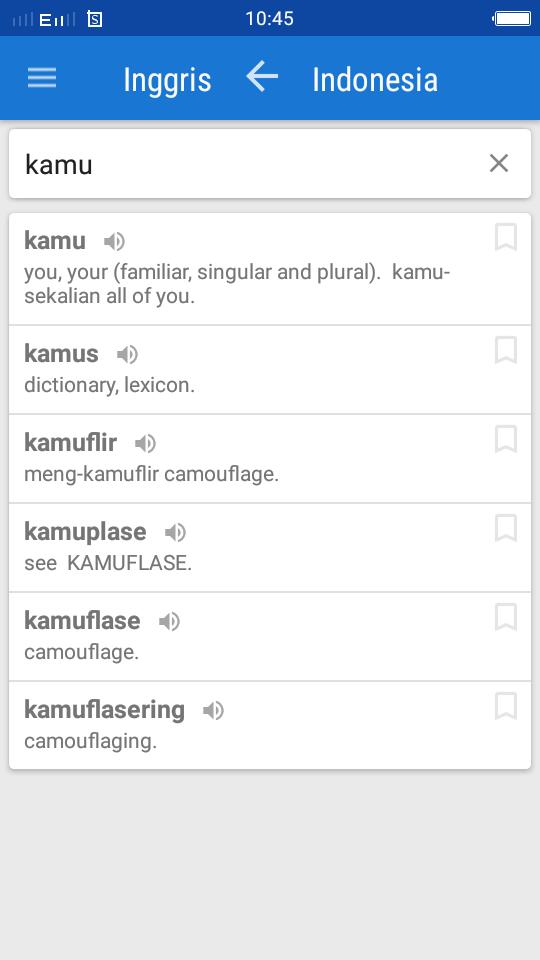 10:45
Inggris Indonesia
kamu
kamu
you, your (familiar, singular and plural). kamu-
sekalian all of you.
kamus
dictionary, lexicon.
kamuflir
meng-kamuflir camouflage.
kamuplase
see KAMUFLASE.
kamuflase
camouflage.
kamuflasering
camouflaging.